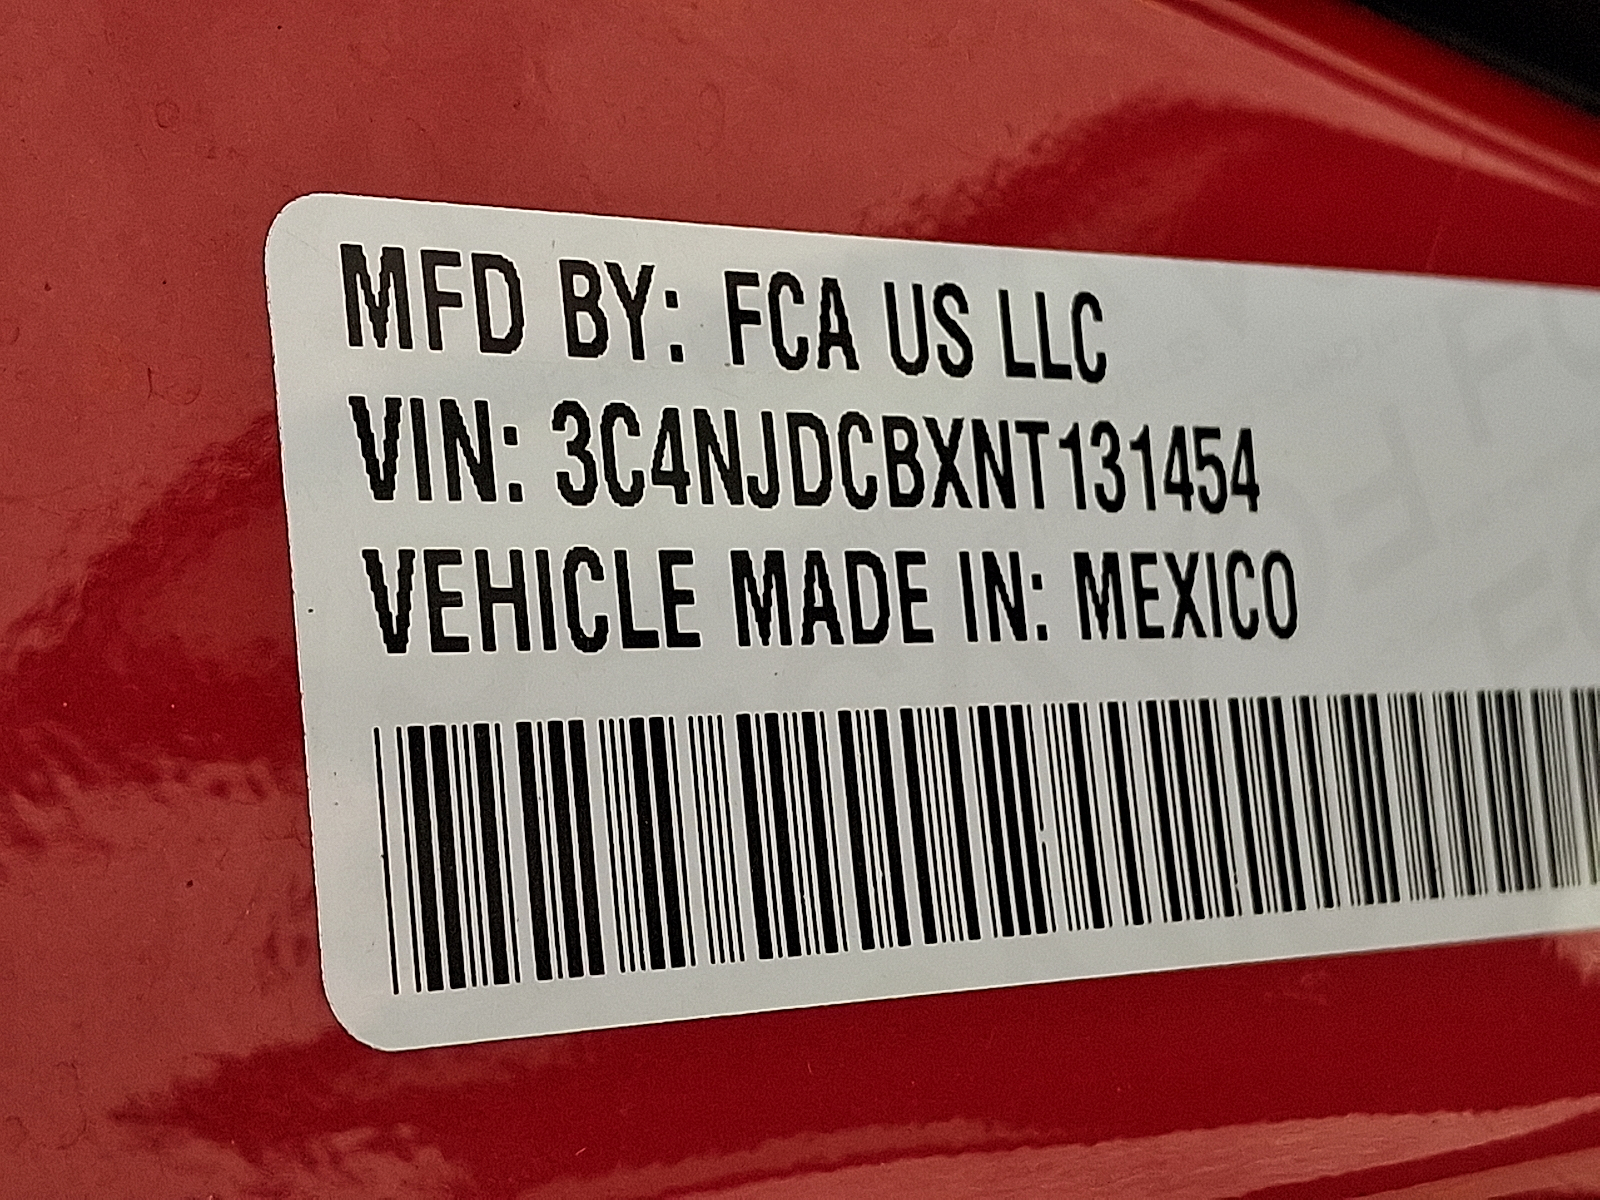 MFD BY: FCA US LLC
VIN: 3C4NJDCBXNT131454
VEHICLE MADE IN: MEXICO